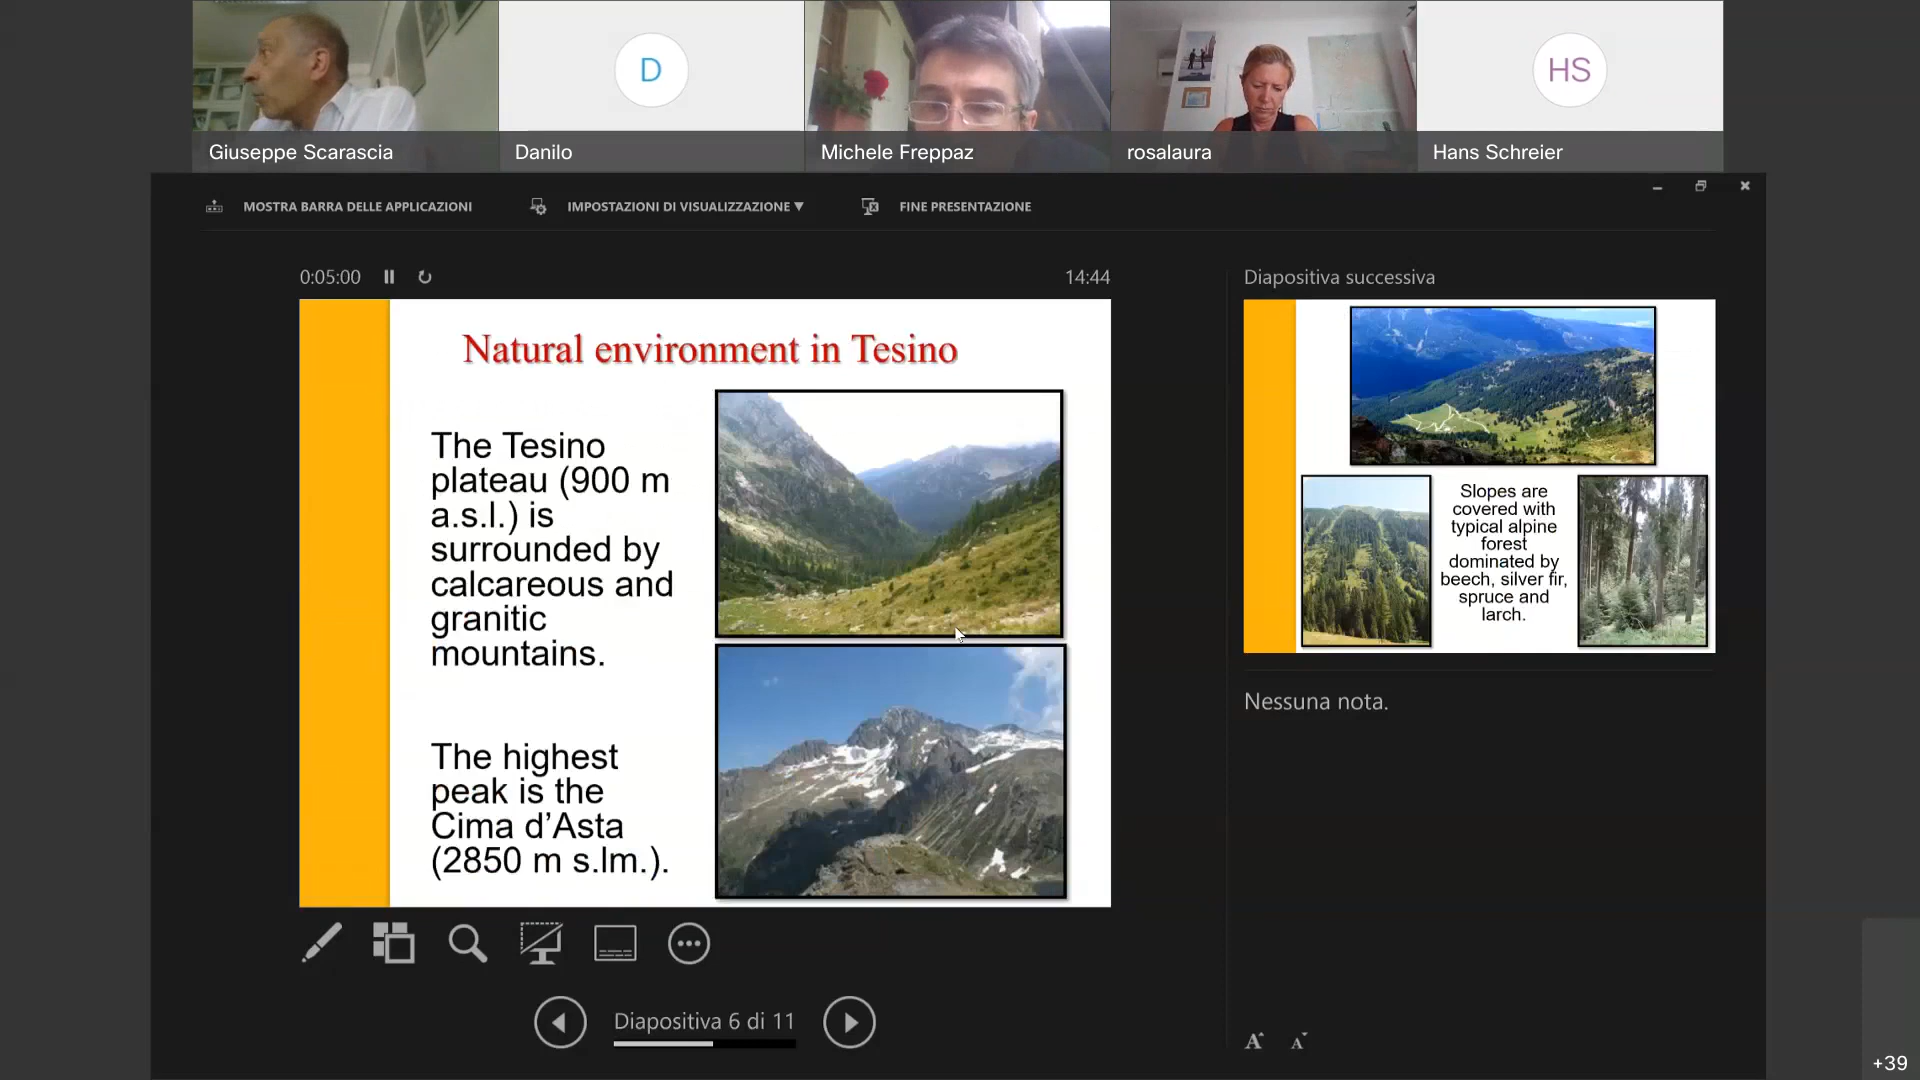 D
HS
Giuseppe Scarascia
Danilo
Michele Freppaz
rosalaura
Hans Schreier
MOSTRA BARRA DELLE APPLICAZIONI
IMPOSTAZIONI DI VISUALIZZAZIONE ▼
FINE PRESENTAZIONE
0:05:00
14:44
Natural environment in Tesino
The Tesino
plateau (900 m
a.s.l.) is
surrounded by
calcareous and
granitic
mountains.
The highest
peak is the
Cima d’Asta
(2850 m s.lm.).
Diapositiva successiva
Slopes are
covered with
typical alpine
forest
dominated by
beech, silver fir,
spruce and
larch.
Nessuna nota.
Diapositiva 6 di 11
A A
+39